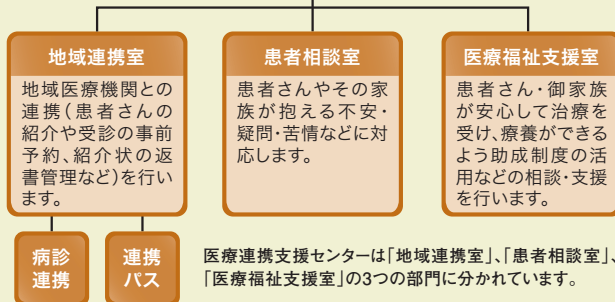 地域連携室
地域医療機関との
連携(患者さんの
紹介や受診の事前
予約、紹介状の返
書管理など)を行い
ます。
患者相談室
患者さんやその家
族が抱える不安・
疑問・苦情などに対
応します。
医療福祉支援室
患者さん・御家族
が安心して治療を
受け、療養ができる
よう助成制度の活
用などの相談・支援
を行います。
病診
連携
連携
パス
医療連携支援センターは「地域連携室」、「患者相談室」、
「医療福祉支援室」の3つの部門に分かれています。